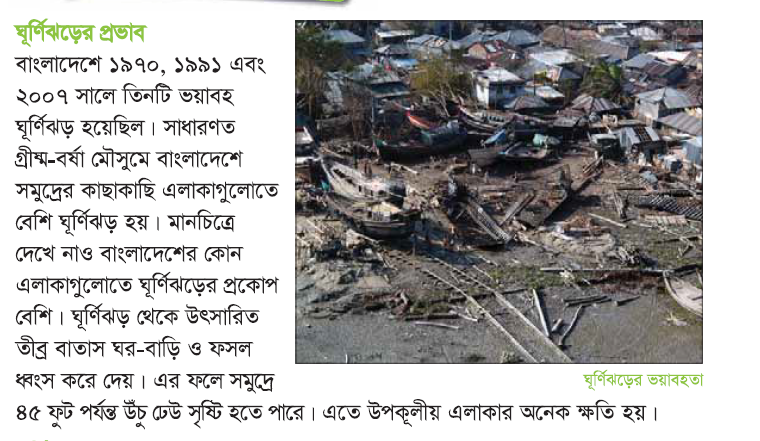 ঘূর্ণিঝড়ের প্রভাব
বাংলাদেশে ১৯৭০, ১৯৯১ এবং
২০০৭ সালে তিনটি ভয়াবহ
ঘূর্ণিঝড় হয়েছিল। সাধারণত
গ্রীষ্ম-বর্ষা মৌসুমে বাংলাদেশে
সমুদ্রের কাছাকাছি এলাকাগুলোতে
বেশি ঘূর্ণিঝড় হয়। মানচিত্রে
দেখে নাও বাংলাদেশের কোন
এলাকাগুলোতে ঘূর্ণিঝড়ের প্রকোপ
বেশি। ঘূর্ণিঝড় থেকে উৎসারিত
তীব্র বাতাস ঘর-বাড়ি ও ফসল
ধ্বংস করে দেয়। এর ফলে সমুদ্রে
৪৫ ফুট পর্যন্ত উঁচু ঢেউ সৃষ্টি হতে পারে। এতে উপকূলীয় এলাকার অনেক ক্ষতি হয়।
ঘূর্ণিঝড়ের ভয়াবহতা